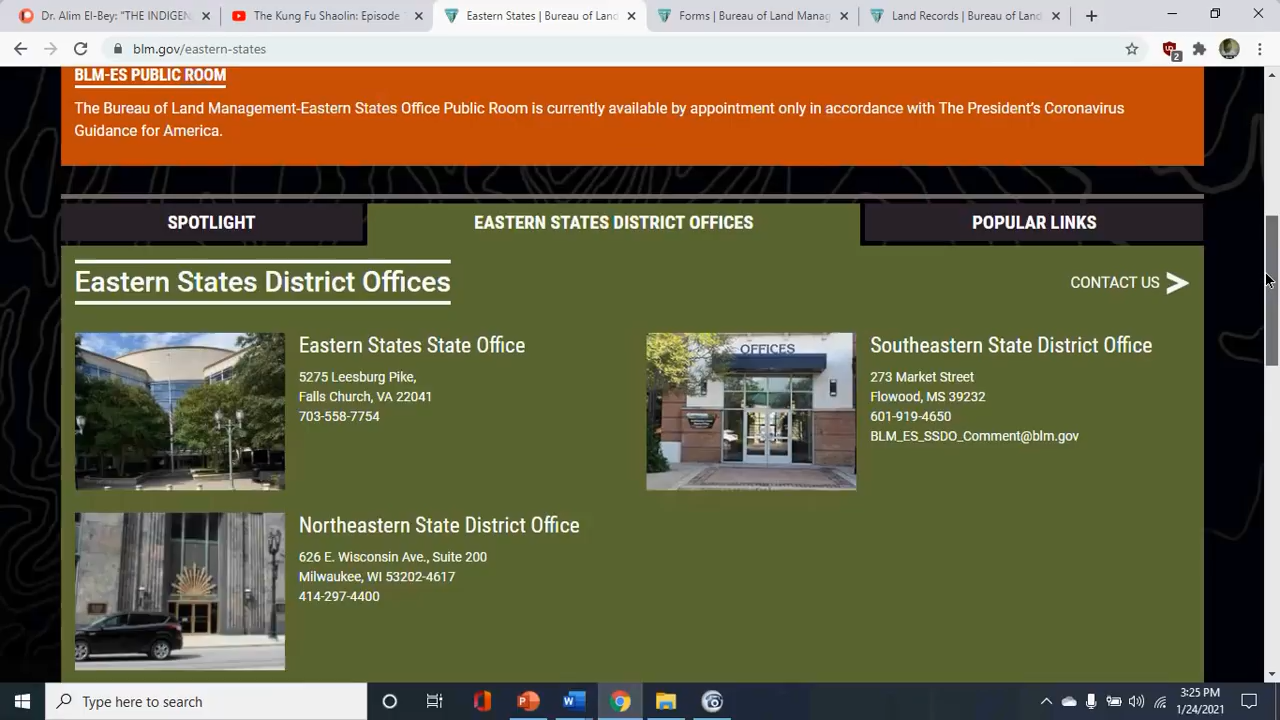 Dr. Alim El-Bey: "THE INDIGEN
The Kung Fu Shaolin: Episode
Eastern States | Bureau of Land
Forms | Bureau of Land Manag
Land Records | Bureau of Land
blm.gov/eastern-states
2
BLM-ES PUBLIC ROOM
The Bureau of Land Management-Eastern States Office Public Room is currently available by appointment only in accordance with The President's Coronavirus
Guidance for America.
SPOTLIGHT
EASTERN STATES DISTRICT OFFICES
POPULAR LINKS
Eastern States District Offices
CONTACT US
Eastern States State Office
5275 Leesburg Pike,
Falls Church, VA 22041
703-558-7754
OFFICES
Southeastern State District Office
273 Market Street
Flowood, MS 39232
601-919-4650
BLM_ES_SSDO_Comment@blm.gov
Northeastern State District Office
626 E. Wisconsin Ave., Suite 200
Milwaukee, WI 53202-4617
414-297-4400
Type here to search
3:25 PM
1/24/2021